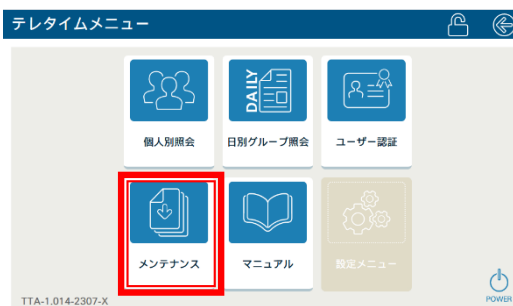 テレタイムメニュー
DAILY
個人別照会
日別グループ照会
ユーザー認証
メンテナンス
マニュアル
設定メニュー
TTA-1.014-2307-X
POWER